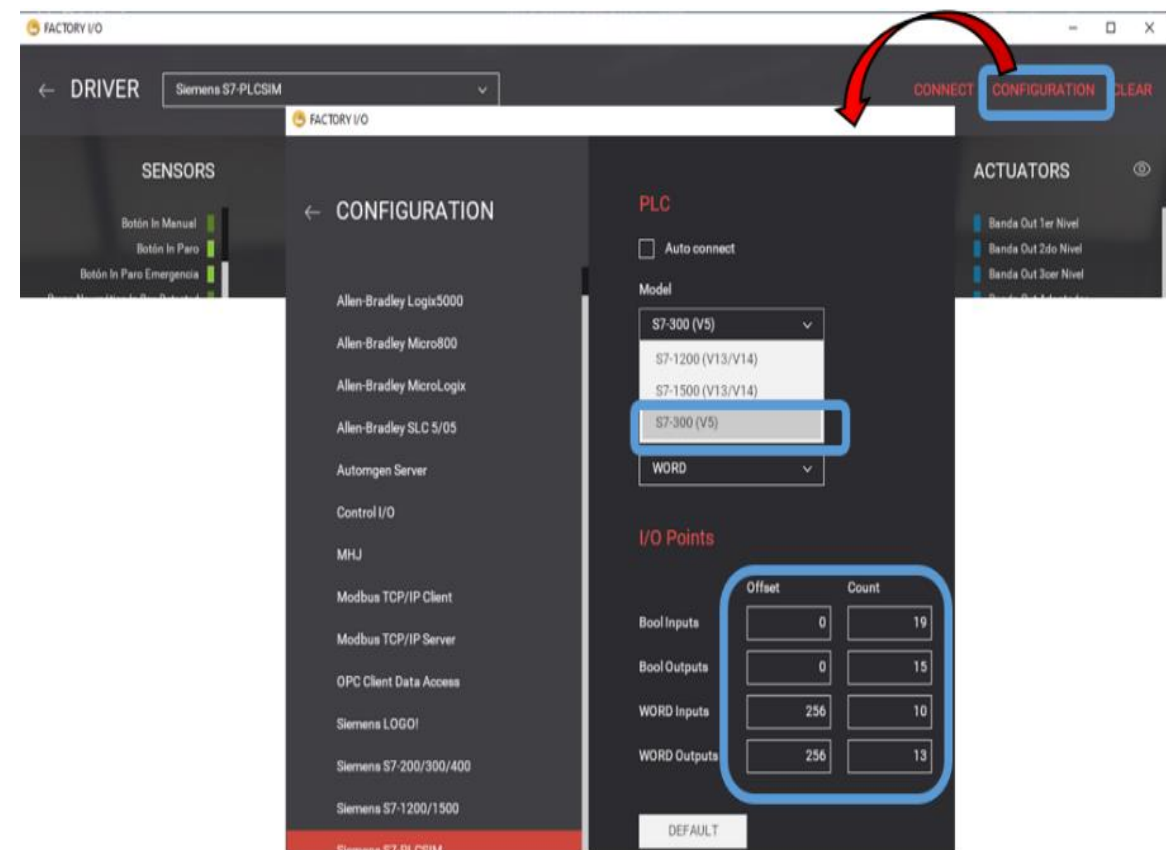 FACTORY I/O
DRIVER Siemens S7-PLCSIM CONNECT CONFIGURATION CLEAR
SENSORS
Botón In Manual
Botón In Paro
Botón In Paro Emergencia
FACTORY I/O
CONFIGURATION
Allen-Bradley Logix5000
Allen-Bradley Micro800
Allen-Bradley MicroLogix
Allen-Bradley SLC 5/05
Automgen Server
Control I/O
MHJ
Modbus TCP/IP Client
Modbus TCP/IP Server
OPC Client Data Access
Siemens LOGO!
Siemens S7-200/300/400
Siemens S7-1200/1500
Siemens S7-PLCSIM
PLC
Auto connect
Model
S7-300 (V5)
S7-1200 (V13/V14)
S7-1500 (V13/V14)
S7-300 (V5)
WORD
I/O Points
Offset Count
Bool Inputs 0 19
Bool Outputs 0 15
WORD Inputs 256 10
WORD Outputs 256 13
DEFAULT
ACTUATORS
Banda Out 1er Nivel
Banda Out 2do Nivel
Banda Out 3cer Nivel